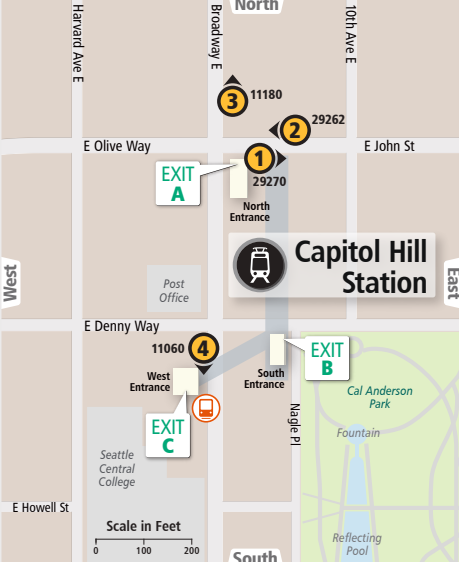 North
Harvard Ave E
Broadway E
10th Ave E
3
11180
2
29262
E Olive Way
E John St
1
29270
EXIT
A
North
Entrance
Capitol Hill
Station
West
East
Post
Office
E Denny Way
11060
4
West
Entrance
South
Entrance
EXIT
B
EXIT
C
Cal Anderson
Park
Nagle Pl
Fountain
Seattle
Central
College
E Howell St
Scale in Feet
0 100 200
Reflecting
Pool
South